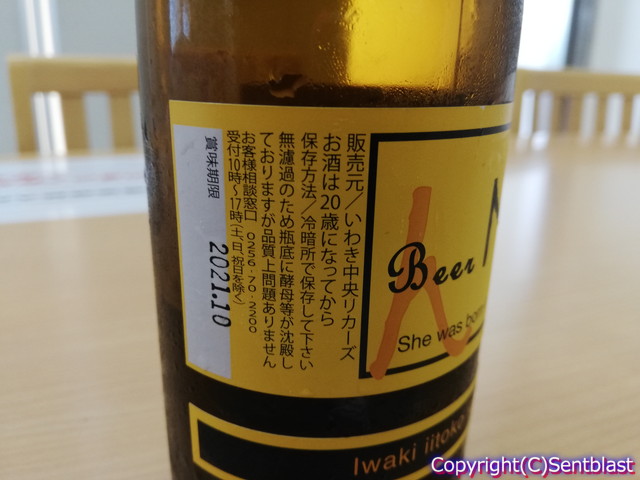 販売元／いわき中央リカーズ
お酒は20歳になってから
保存方法／冷暗所で保存して下さい
無濾過のため瓶底に酵母等が沈殿し
ておりますが品質上問題ありません
お客様相談窓口 0256-70-2200
受付10時〜17時(土、日、祝日を除く)
賞味期限 2021.10
Beer
She was born
Iwaki iitoke
Copyright(C)Sentblast